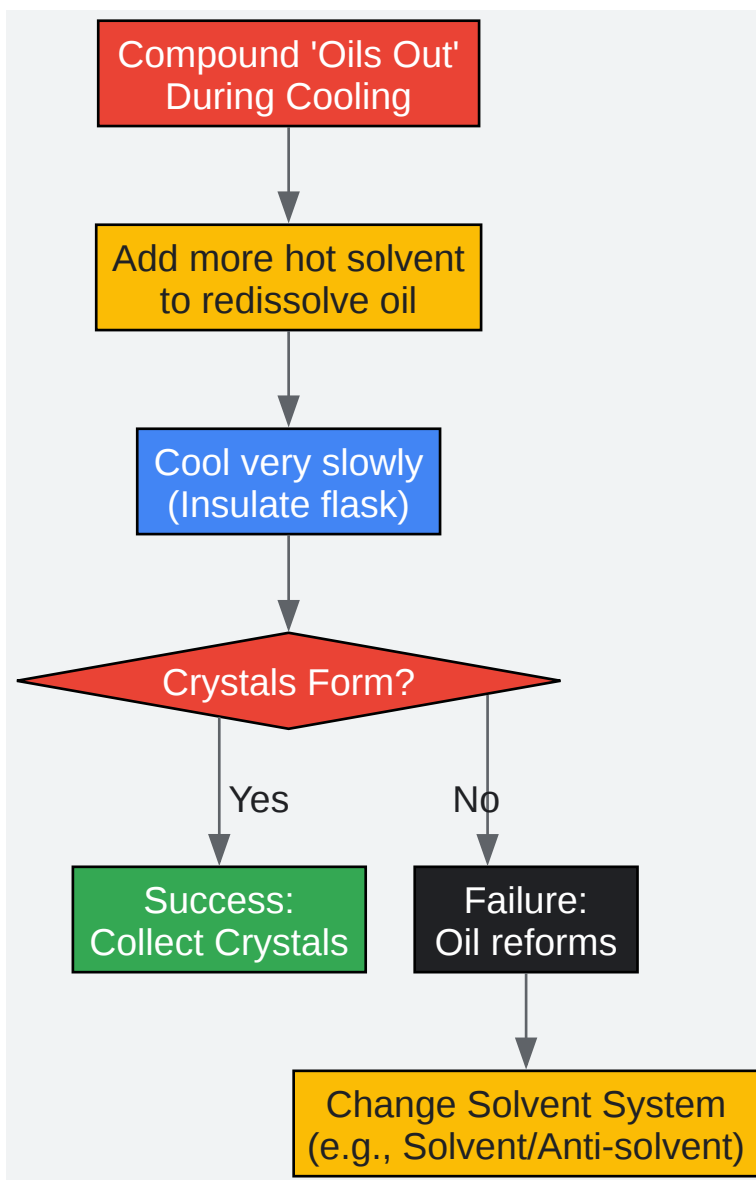 Compound 'Oils Out'
During Cooling
Add more hot solvent
to redissolve oil
Cool very slowly
(Insulate flask)
Crystals Form?
Yes
No
Success:
Collect Crystals
Failure:
Oil reforms
Change Solvent System
(e.g., Solvent/Anti-solvent)